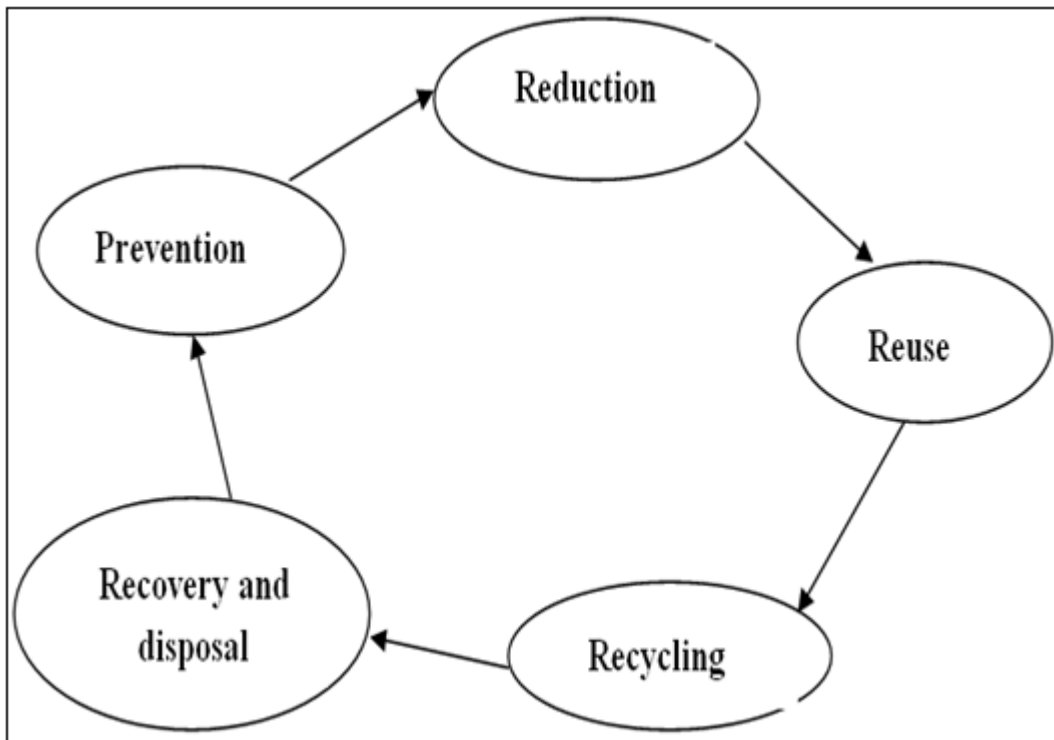 Reduction
Prevention
Reuse
Recovery and
disposal
Recycling